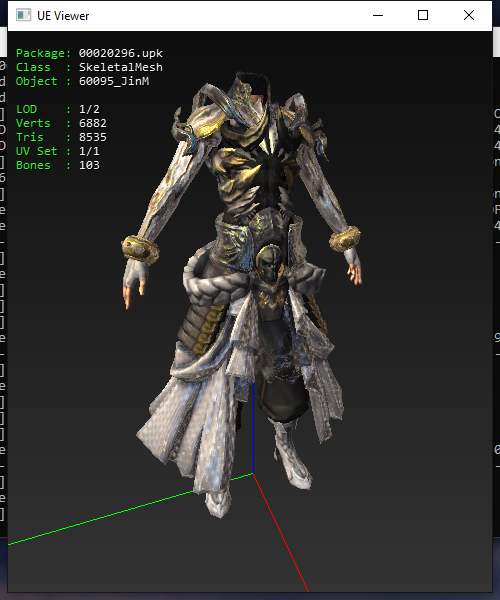 UE Viewer
Package: 00020296.upk
Class : SkeletalMesh
Object : 60095_JinM
LOD : 1/2
Verts : 6882
Tris : 8535
UV Set : 1/1
Bones : 103